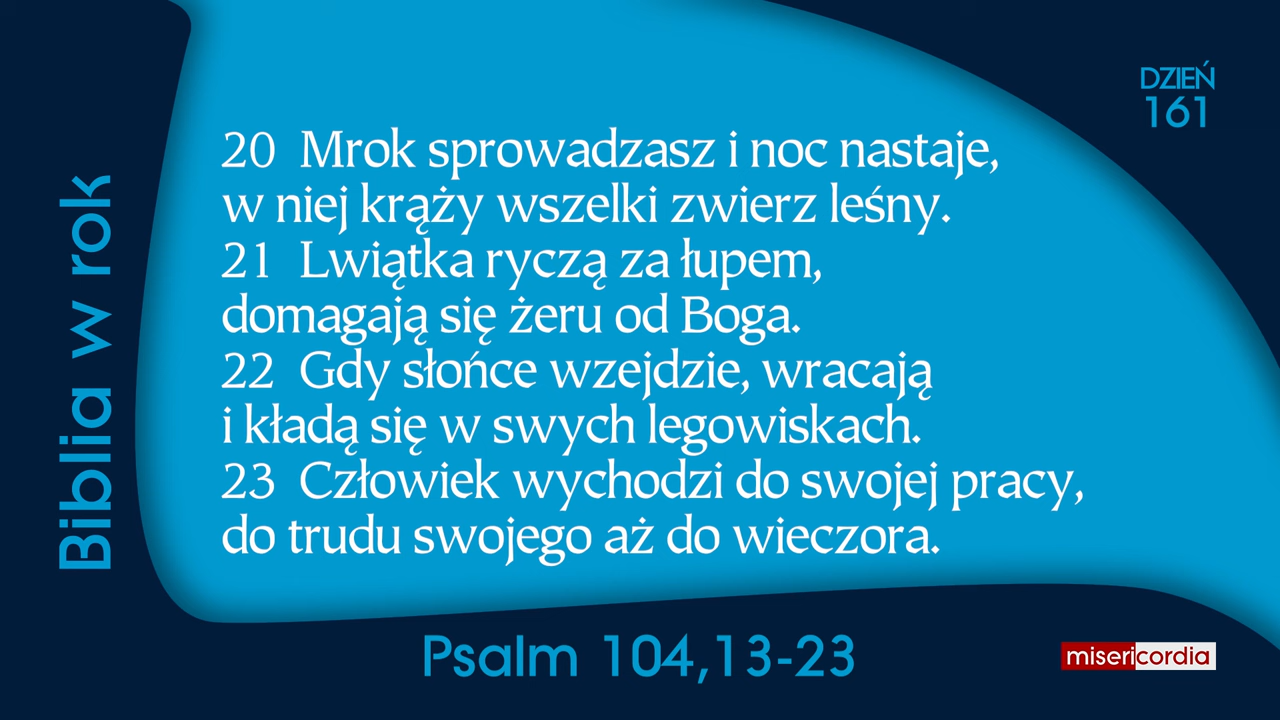 DZIEŃ
161
Biblia w rok
20 Mrok sprowadzasz i noc nastaje,
w niej krąży wszelki zwierz leśny.
21 Lwiątka ryczą za łupem,
domagają się żeru od Boga.
22 Gdy słońce wzejdzie, wracają
i kładą się w swych legowiskach.
23 Człowiek wychodzi do swojej pracy,
do trudu swojego aż do wieczora.
Psalm 104,13-23
misericordia